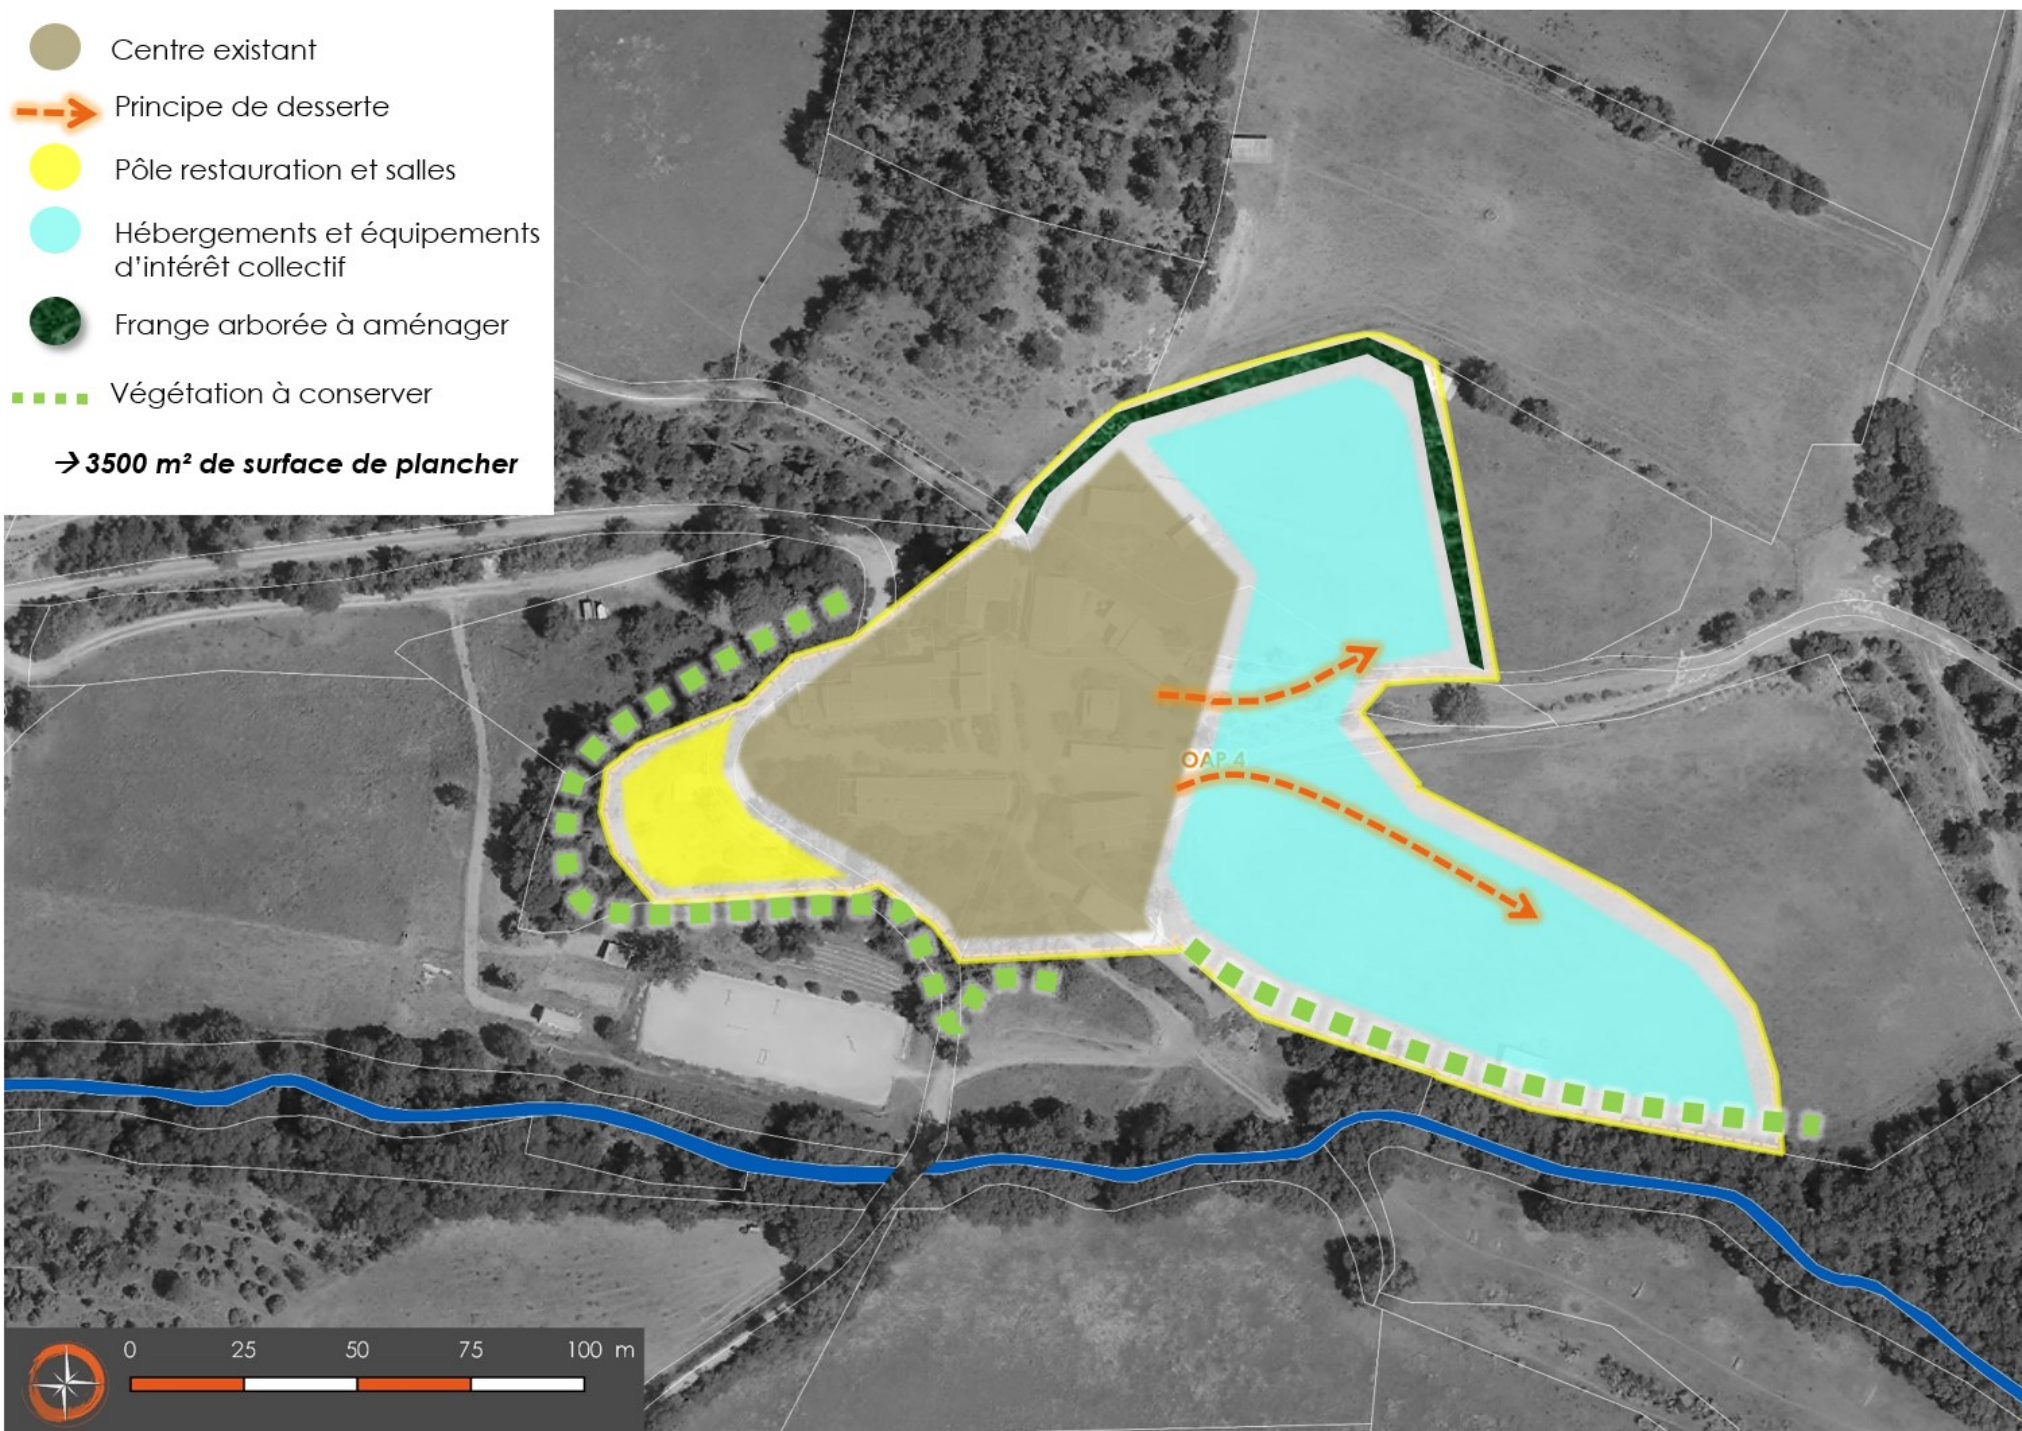 Centre existant
Principe de desserte
Pôle restauration et salles
Hébergements et équipements
d'intérêt collectif
Frange arborée à aménager
Végétation à conserver
→ 3500 m² de surface de plancher
OAP 4
0 25 50 75 100 m